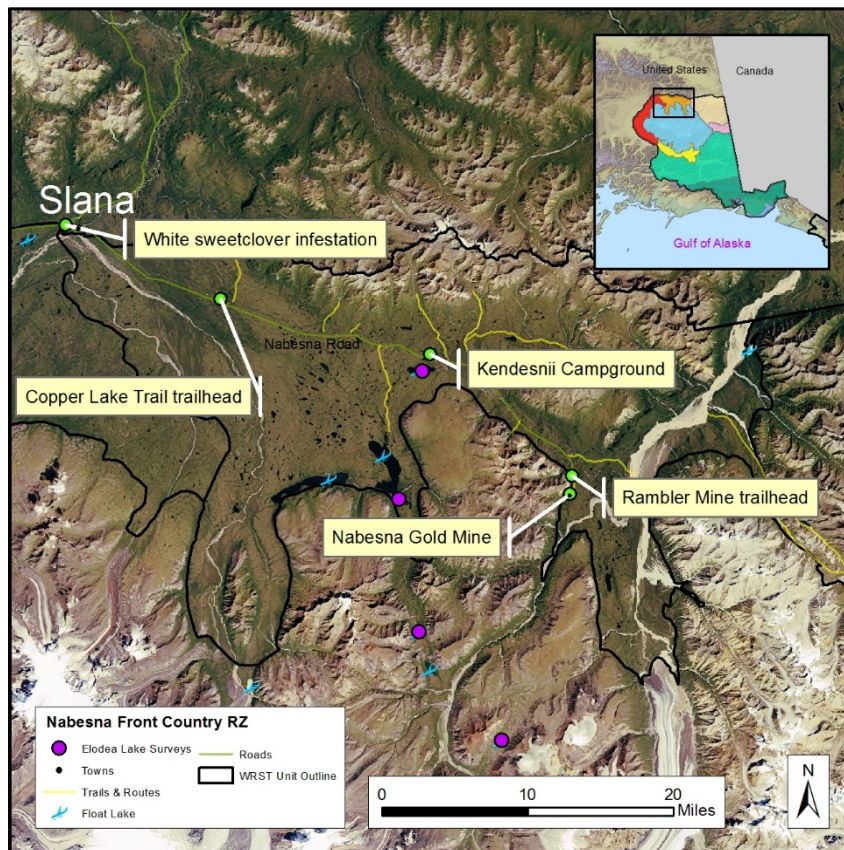 United States
Canada
Gulf of Alaska
Slana
White sweetclover infestation
Nabesna Road
Kendesnii Campground
Copper Lake Trail trailhead
Rambler Mine trailhead
Nabesna Gold Mine
Nabesna Front Country RZ
Elodea Lake Surveys
Roads
Towns
WRST Unit Outline
Trails & Routes
Float Lake
0 10 20
Miles
N